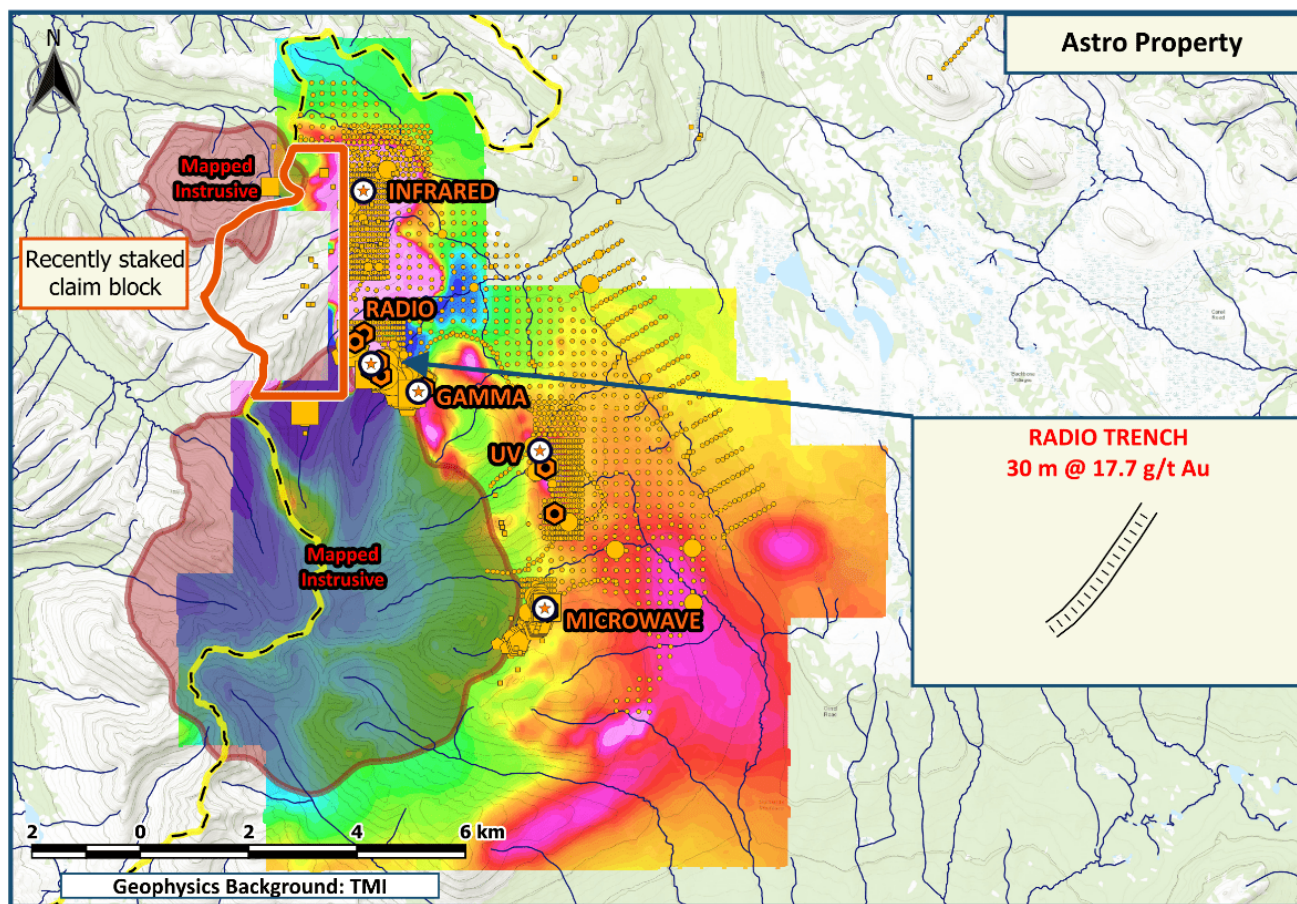 Astro Property
N
Mapped
Instrusive
INFRARED
Recently staked
claim block
RADIO
GAMMA
UV
RADIO TRENCH
30 m @ 17.7 g/t Au
Mapped
Instrusive
MICROWAVE
2 0 2 4 6 km
Geophysics Background: TMI